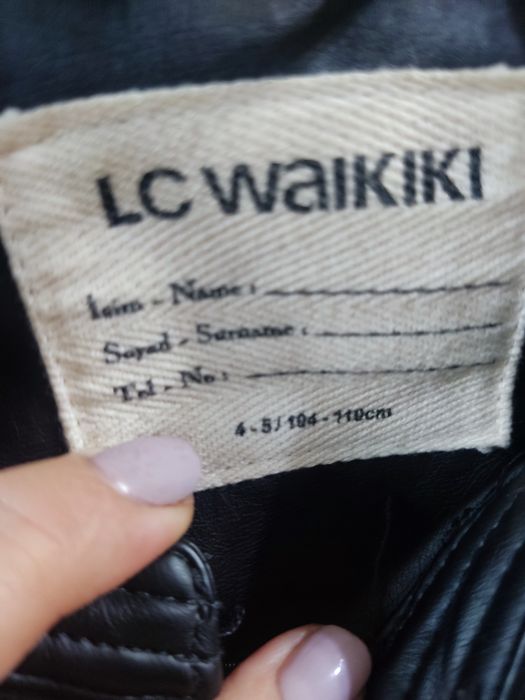 LC WAIKIKI
İsim - Name :
Soyad - Surname :
Tel - No :
4 - 5 / 104 - 110cm